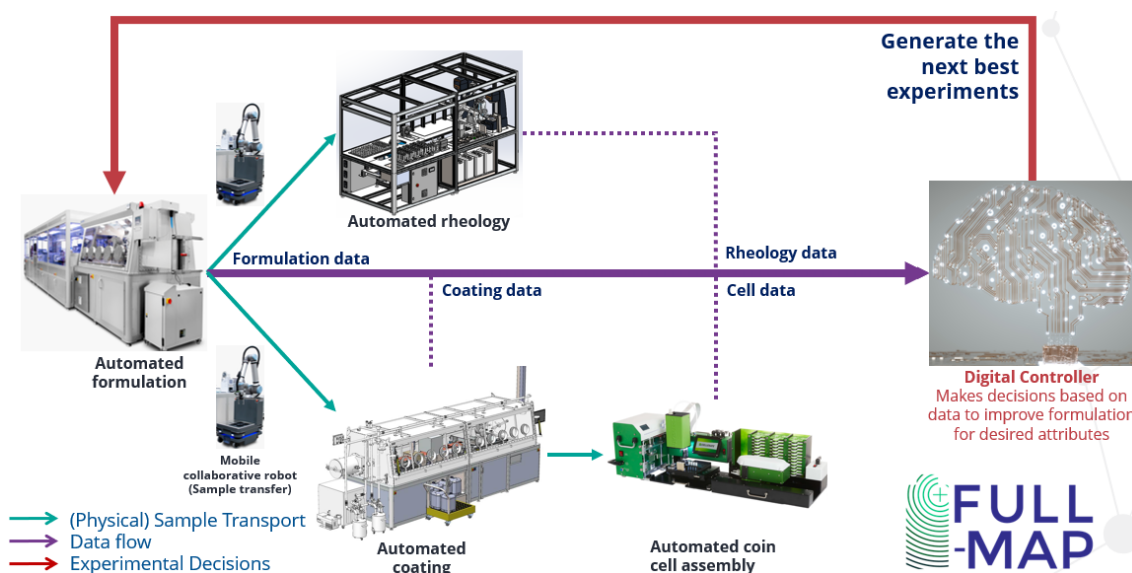 Generate the
next best
experiments
Automated rheology
Formulation data
Rheology data
Coating data
Cell data
Automated
formulation
Mobile
collaborative robot
(Sample transfer)
Digital Controller
Makes decisions based on
data to improve formulation
for desired attributes
(Physical) Sample Transport
Data flow
Experimental Decisions
Automated
coating
Automated coin
cell assembly
FULL
-MAP